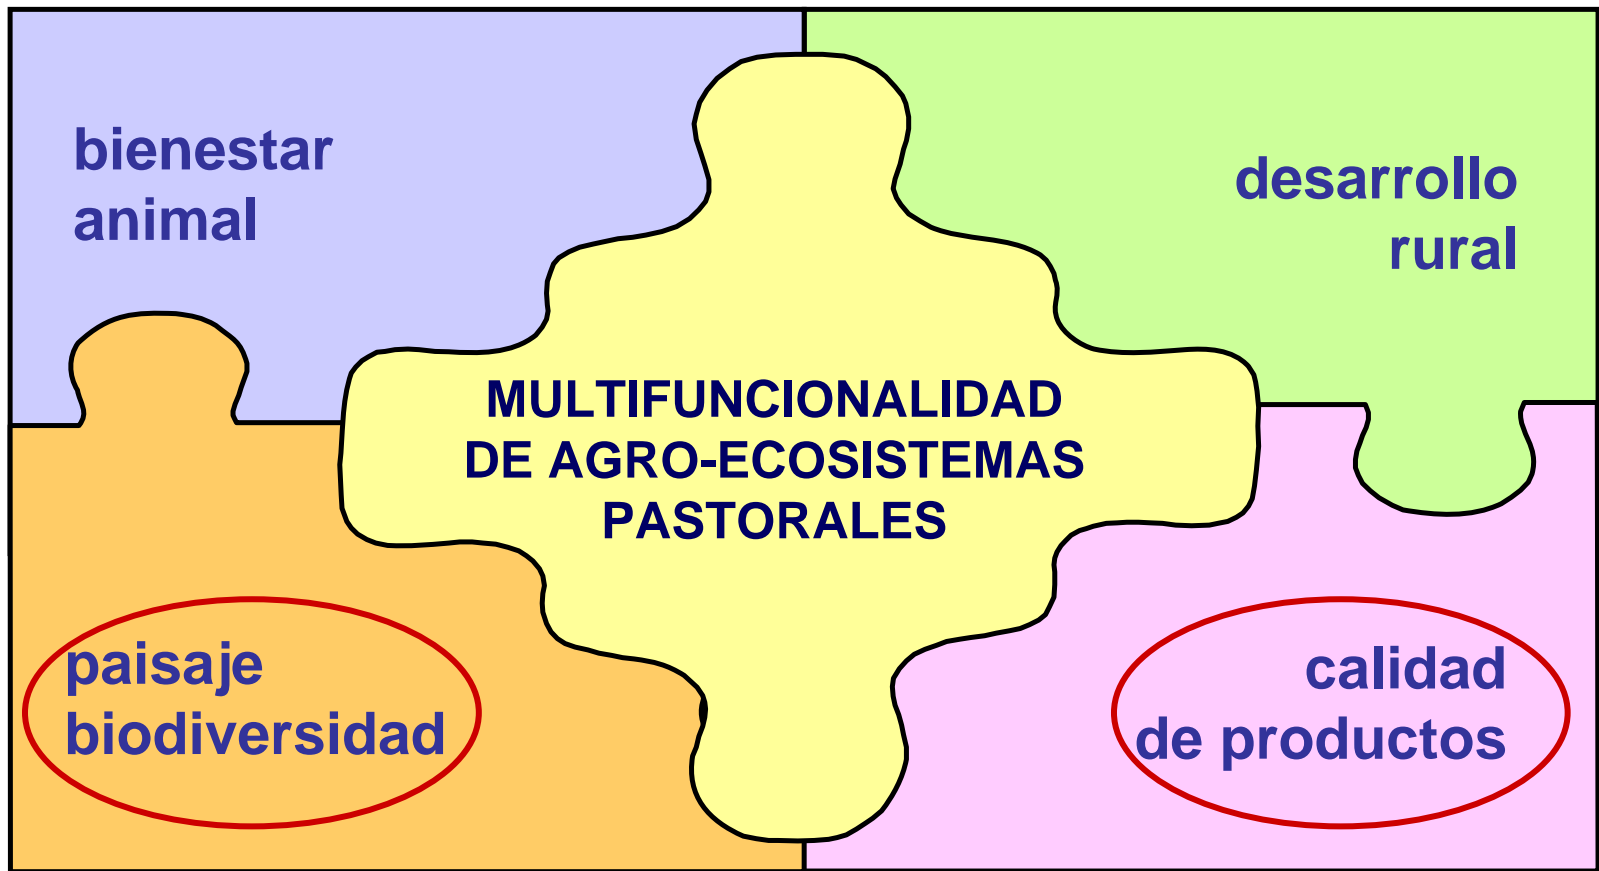 bienestar
animal
desarrollo
rural
MULTIFUNCIONALIDAD
DE AGRO-ECOSISTEMAS
PASTORALES
paisaje
biodiversidad
calidad
de productos